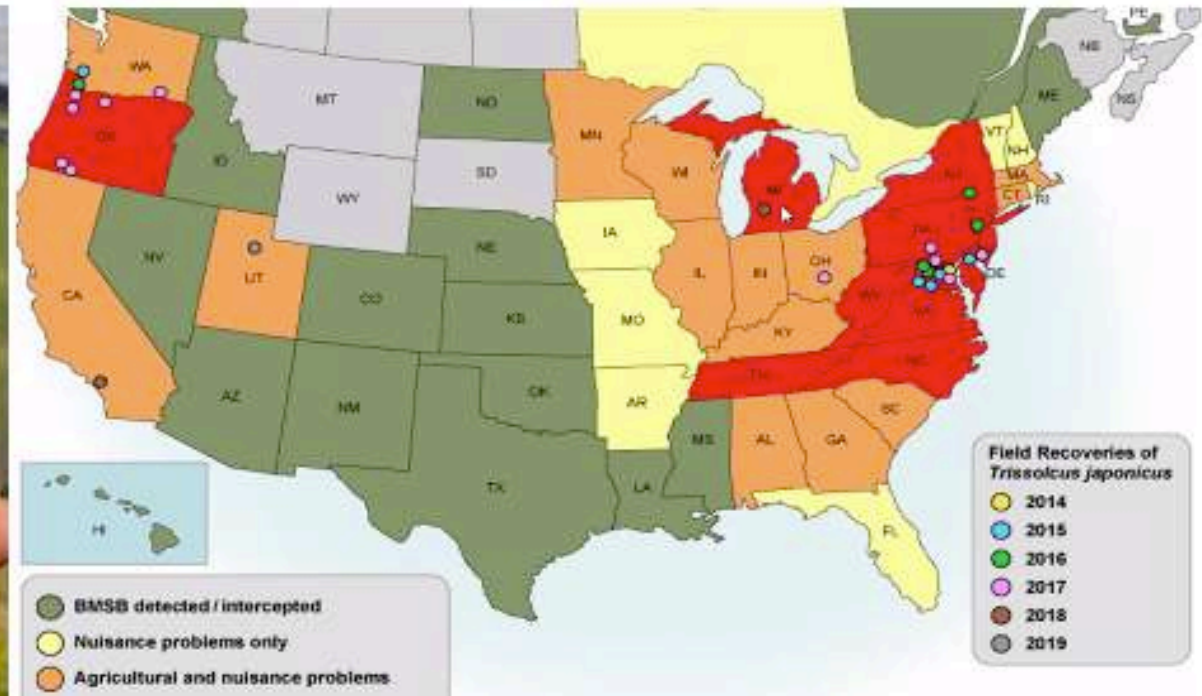 PE
NB
WA
MT
ND
MN
ME
NS
VT
NH
OR
ID
SD
WI
MI
NY
MA
CT
RI
WY
IA
PA
NE
NV
UT
CO
IL
IN
OH
DE
CA
KS
MO
KY
WV
VA
NC
TN
AZ
NM
OK
AR
SC
MS
AL
GA
TX
LA
FL
HI
Field Recoveries of
Trissolcus japonicus
2014
2015
2016
2017
2018
2019
BMSB detected / intercepted
Nuisance problems only
Agricultural and nuisance problems